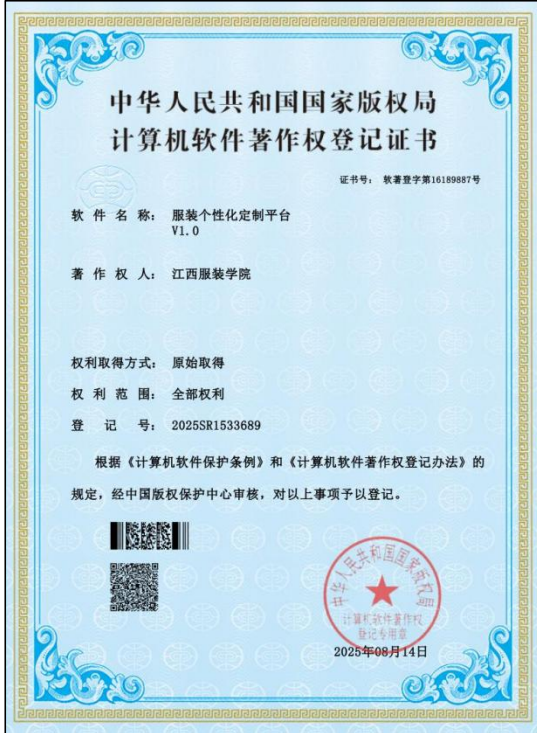 中华人民共和国国家版权局
计算机软件著作权登记证书
证书号： 软著登字第16189887号
软件名称： 服装个性化定制平台
V1.0
著作权人： 江西服装学院
权利取得方式： 原始取得
权利范围： 全部权利
登记号： 2025SR1533689
根据《计算机软件保护条例》和《计算机软件著作权登记办法》的
规定，经中国版权保护中心审核，对以上事项予以登记。
中华人民共和国国家版权局
计算机软件著作权
登记专用章
2025年08月14日